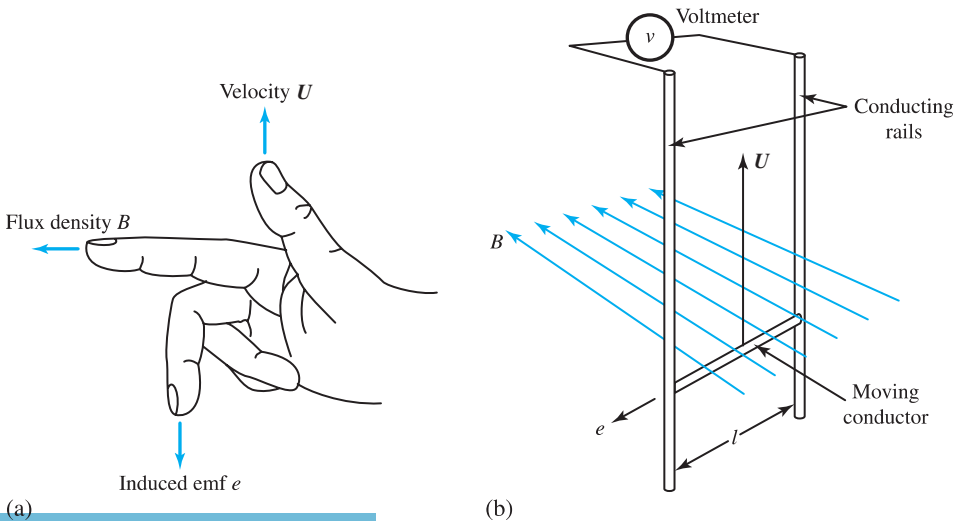 Velocity U
Flux density B
Induced emf e
(a)
Voltmeter
v
Conducting
rails
U
B
Moving
conductor
e
l
(b)